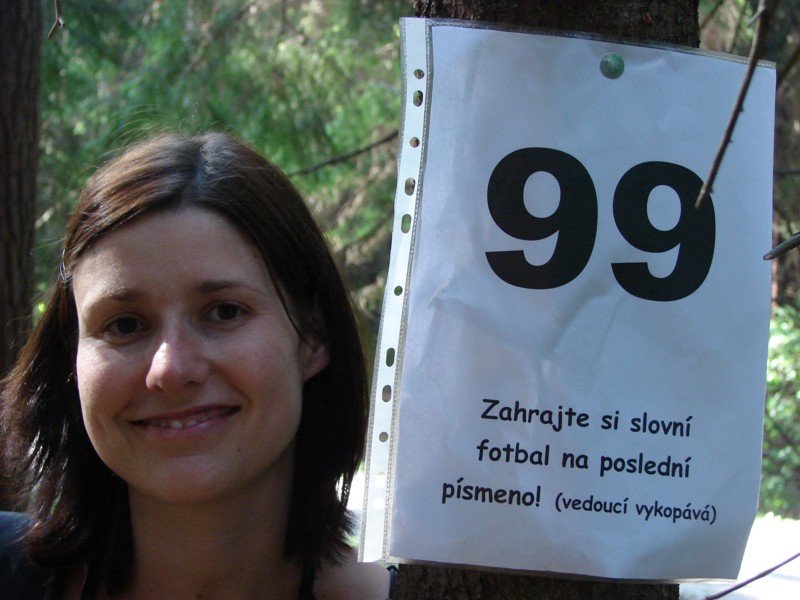 99
Zahrajte si slovní
fotbal na poslední
písmeno! (vedoucí vykopává)